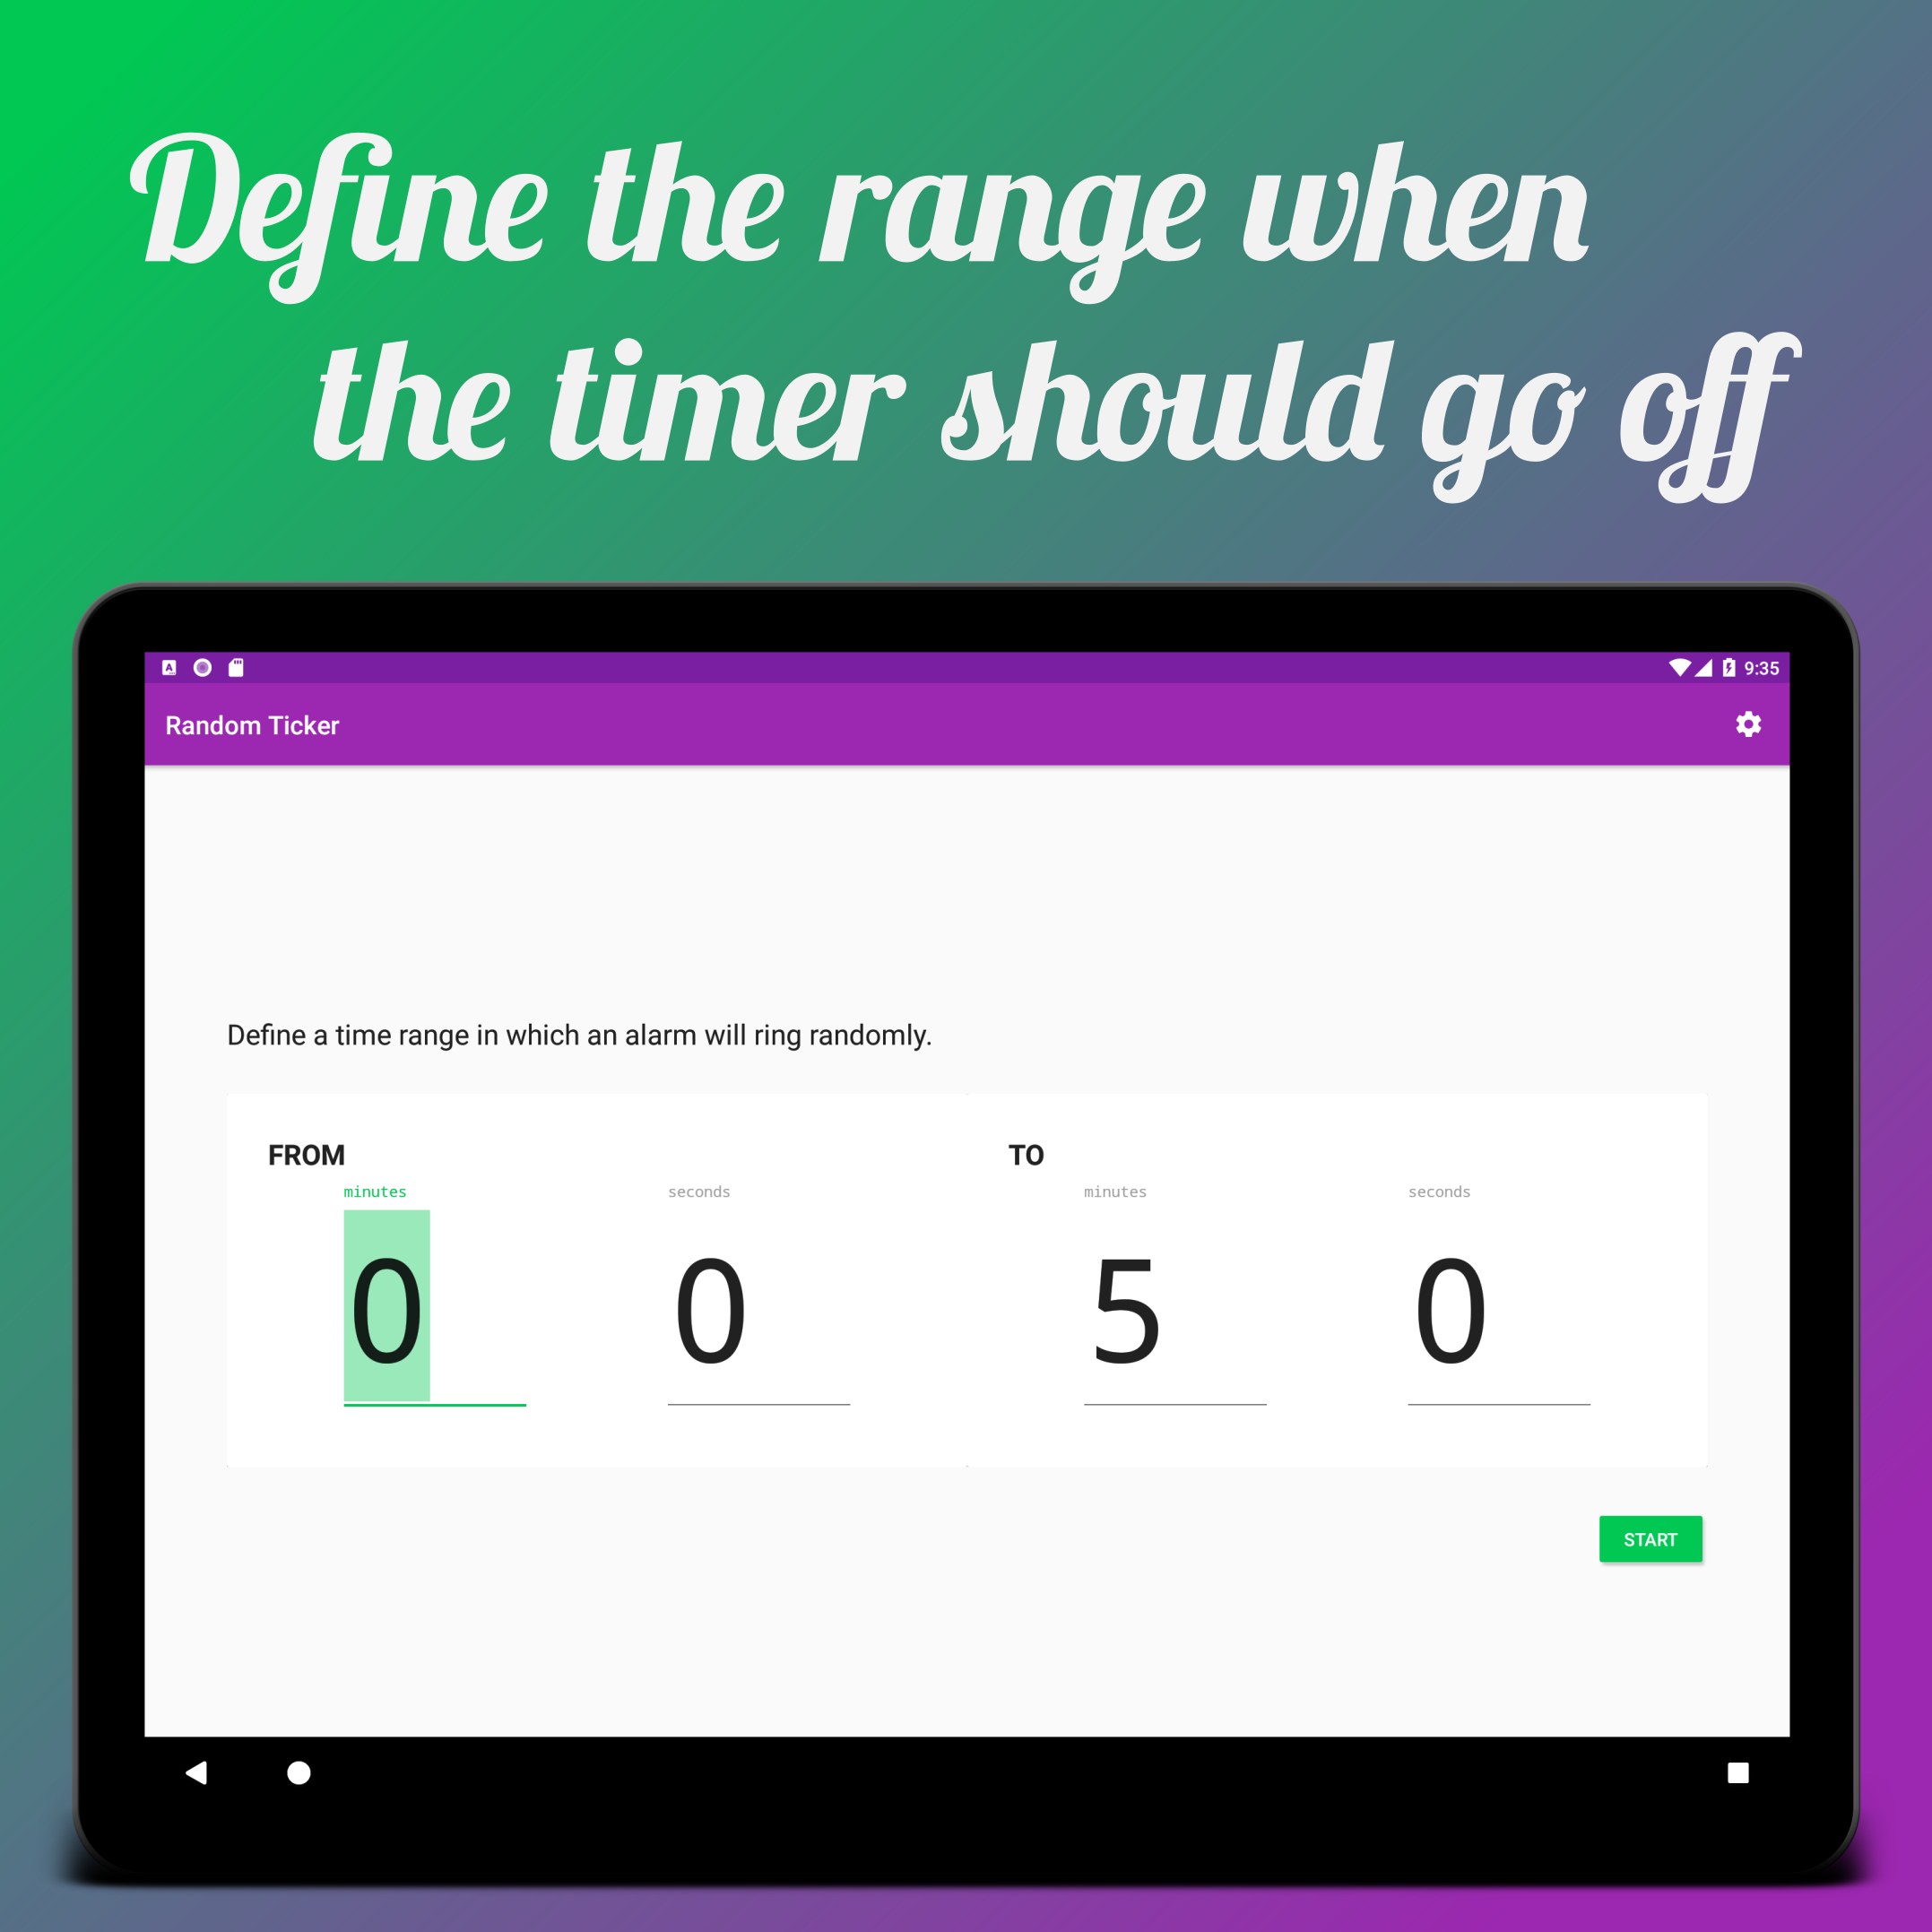 Define the range when
the timer should go off
9:35
Random Ticker
Define a time range in which an alarm will ring randomly.
FROM
minutes seconds
0 0
TO
minutes seconds
5 0
START